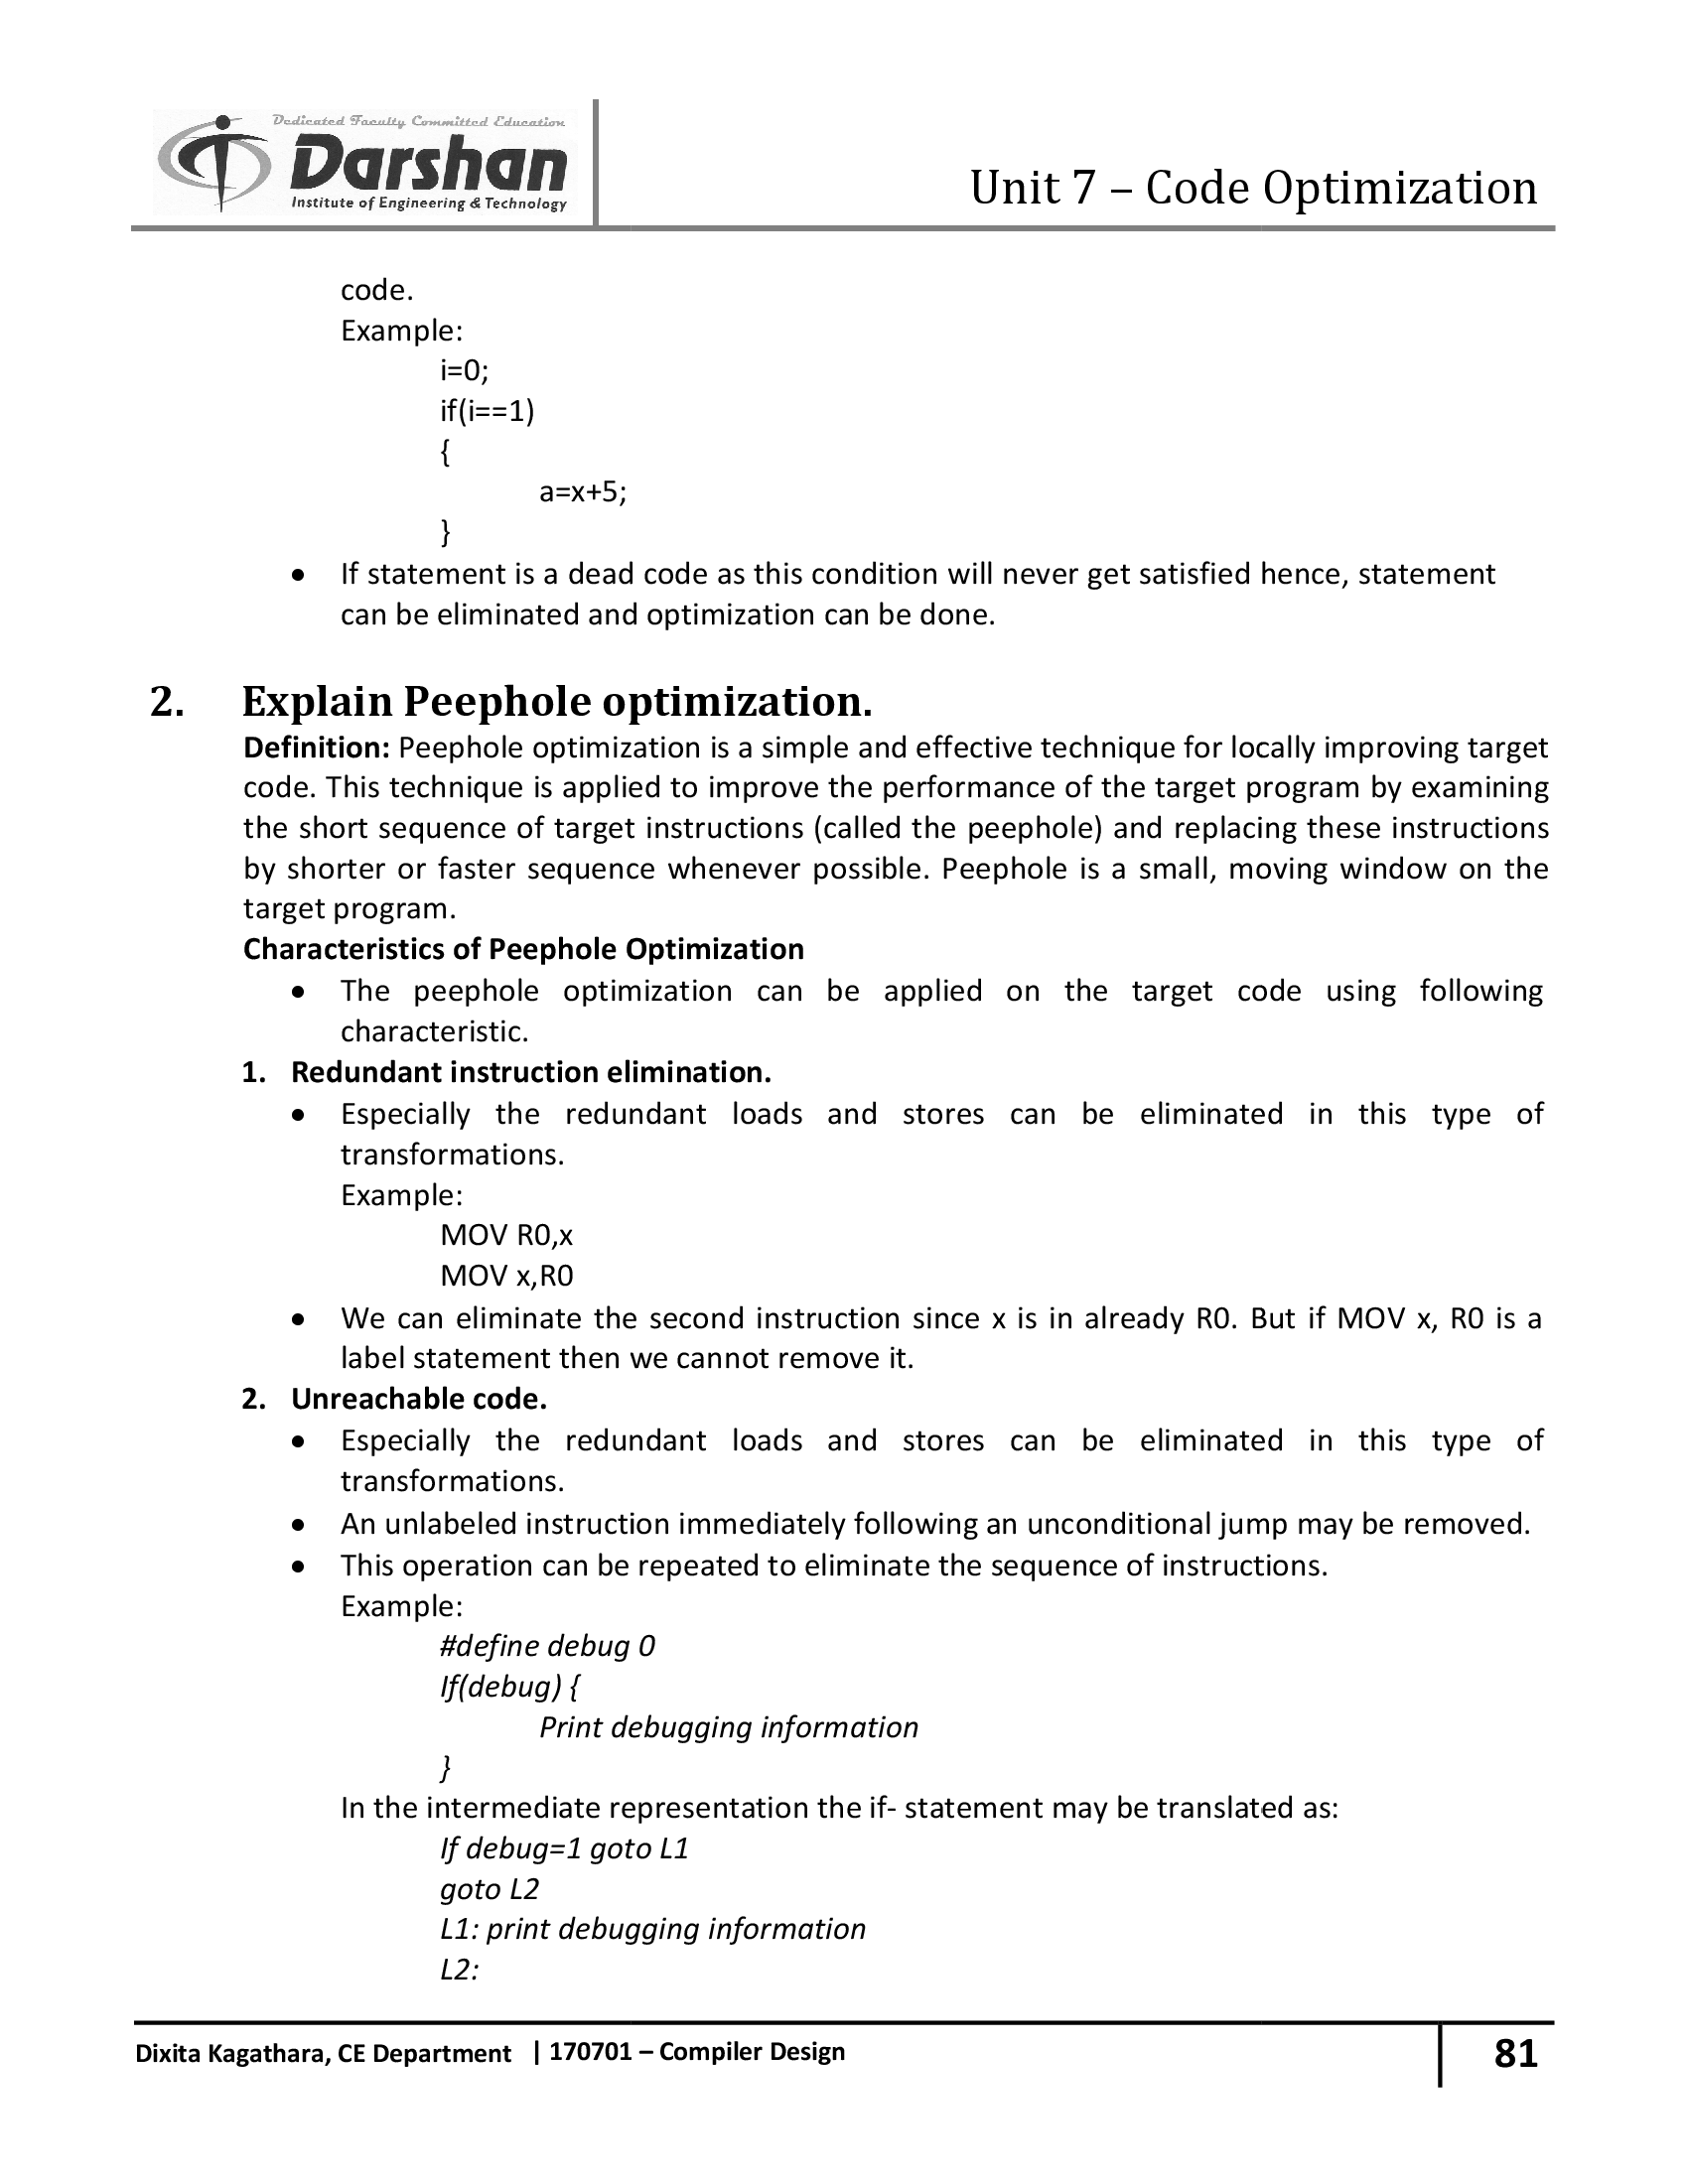 Dedicated Faculty Committed Education
Darshan
Institute of Engineering & Technology
Unit 7 – Code Optimization
code.
Example:
i=0;
if(i==1)
{
a=x+5;
}
• If statement is a dead code as this condition will never get satisfied hence, statement
can be eliminated and optimization can be done.
2. Explain Peephole optimization.
Definition: Peephole optimization is a simple and effective technique for locally improving target
code. This technique is applied to improve the performance of the target program by examining
the short sequence of target instructions (called the peephole) and replacing these instructions
by shorter or faster sequence whenever possible. Peephole is a small, moving window on the
target program.
Characteristics of Peephole Optimization
• The peephole optimization can be applied on the target code using following
characteristic.
1. Redundant instruction elimination.
• Especially the redundant loads and stores can be eliminated in this type of
transformations.
Example:
MOV R0,x
MOV x,R0
• We can eliminate the second instruction since x is in already R0. But if MOV x, R0 is a
label statement then we cannot remove it.
2. Unreachable code.
• Especially the redundant loads and stores can be eliminated in this type of
transformations.
• An unlabeled instruction immediately following an unconditional jump may be removed.
• This operation can be repeated to eliminate the sequence of instructions.
Example:
#define debug 0
If(debug) {
Print debugging information
}
In the intermediate representation the if- statement may be translated as:
If debug=1 goto L1
goto L2
L1: print debugging information
L2:
Dixita Kagathara, CE Department | 170701 – Compiler Design
81